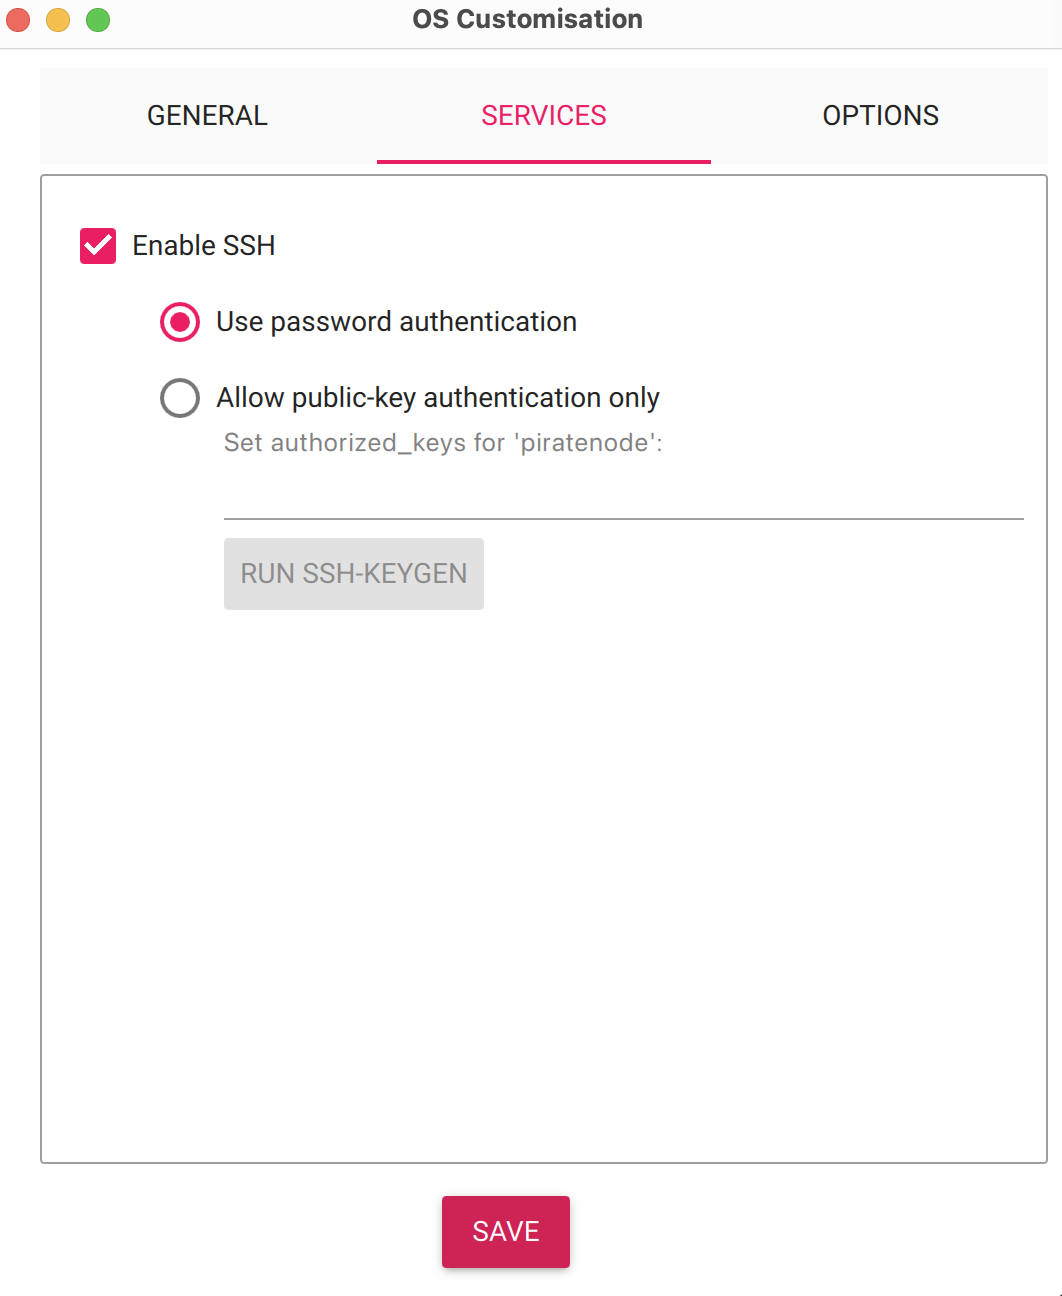 OS Customisation
GENERAL
SERVICES
OPTIONS
Enable SSH
Use password authentication
Allow public-key authentication only
Set authorized_keys for 'piratenode':
RUN SSH-KEYGEN
SAVE